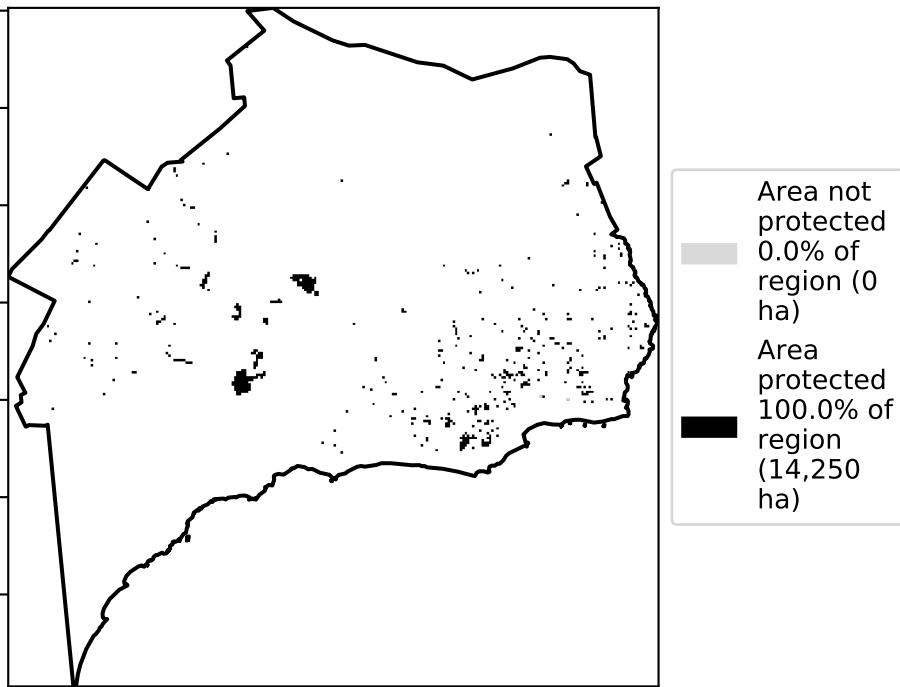 Area not
protected
0.0% of
region (0
ha)
Area
protected
100.0% of
region
(14,250
ha)